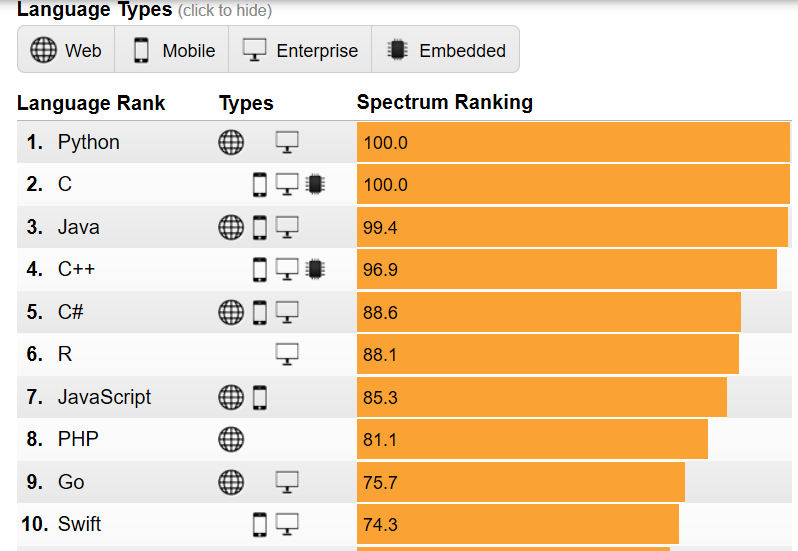 Language Types (click to hide)
Web Mobile Enterprise Embedded
Language Rank Types Spectrum Ranking
1. Python 100.0
2. C 100.0
3. Java 99.4
4. C++ 96.9
5. C# 88.6
6. R 88.1
7. JavaScript 85.3
8. PHP 81.1
9. Go 75.7
10. Swift 74.3